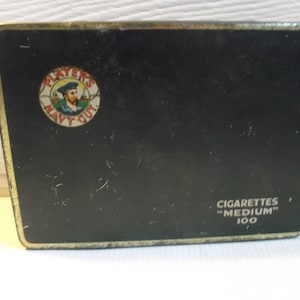 PLAYER'S
NAVY CUT
CIGARETTES
"MEDIUM"
100